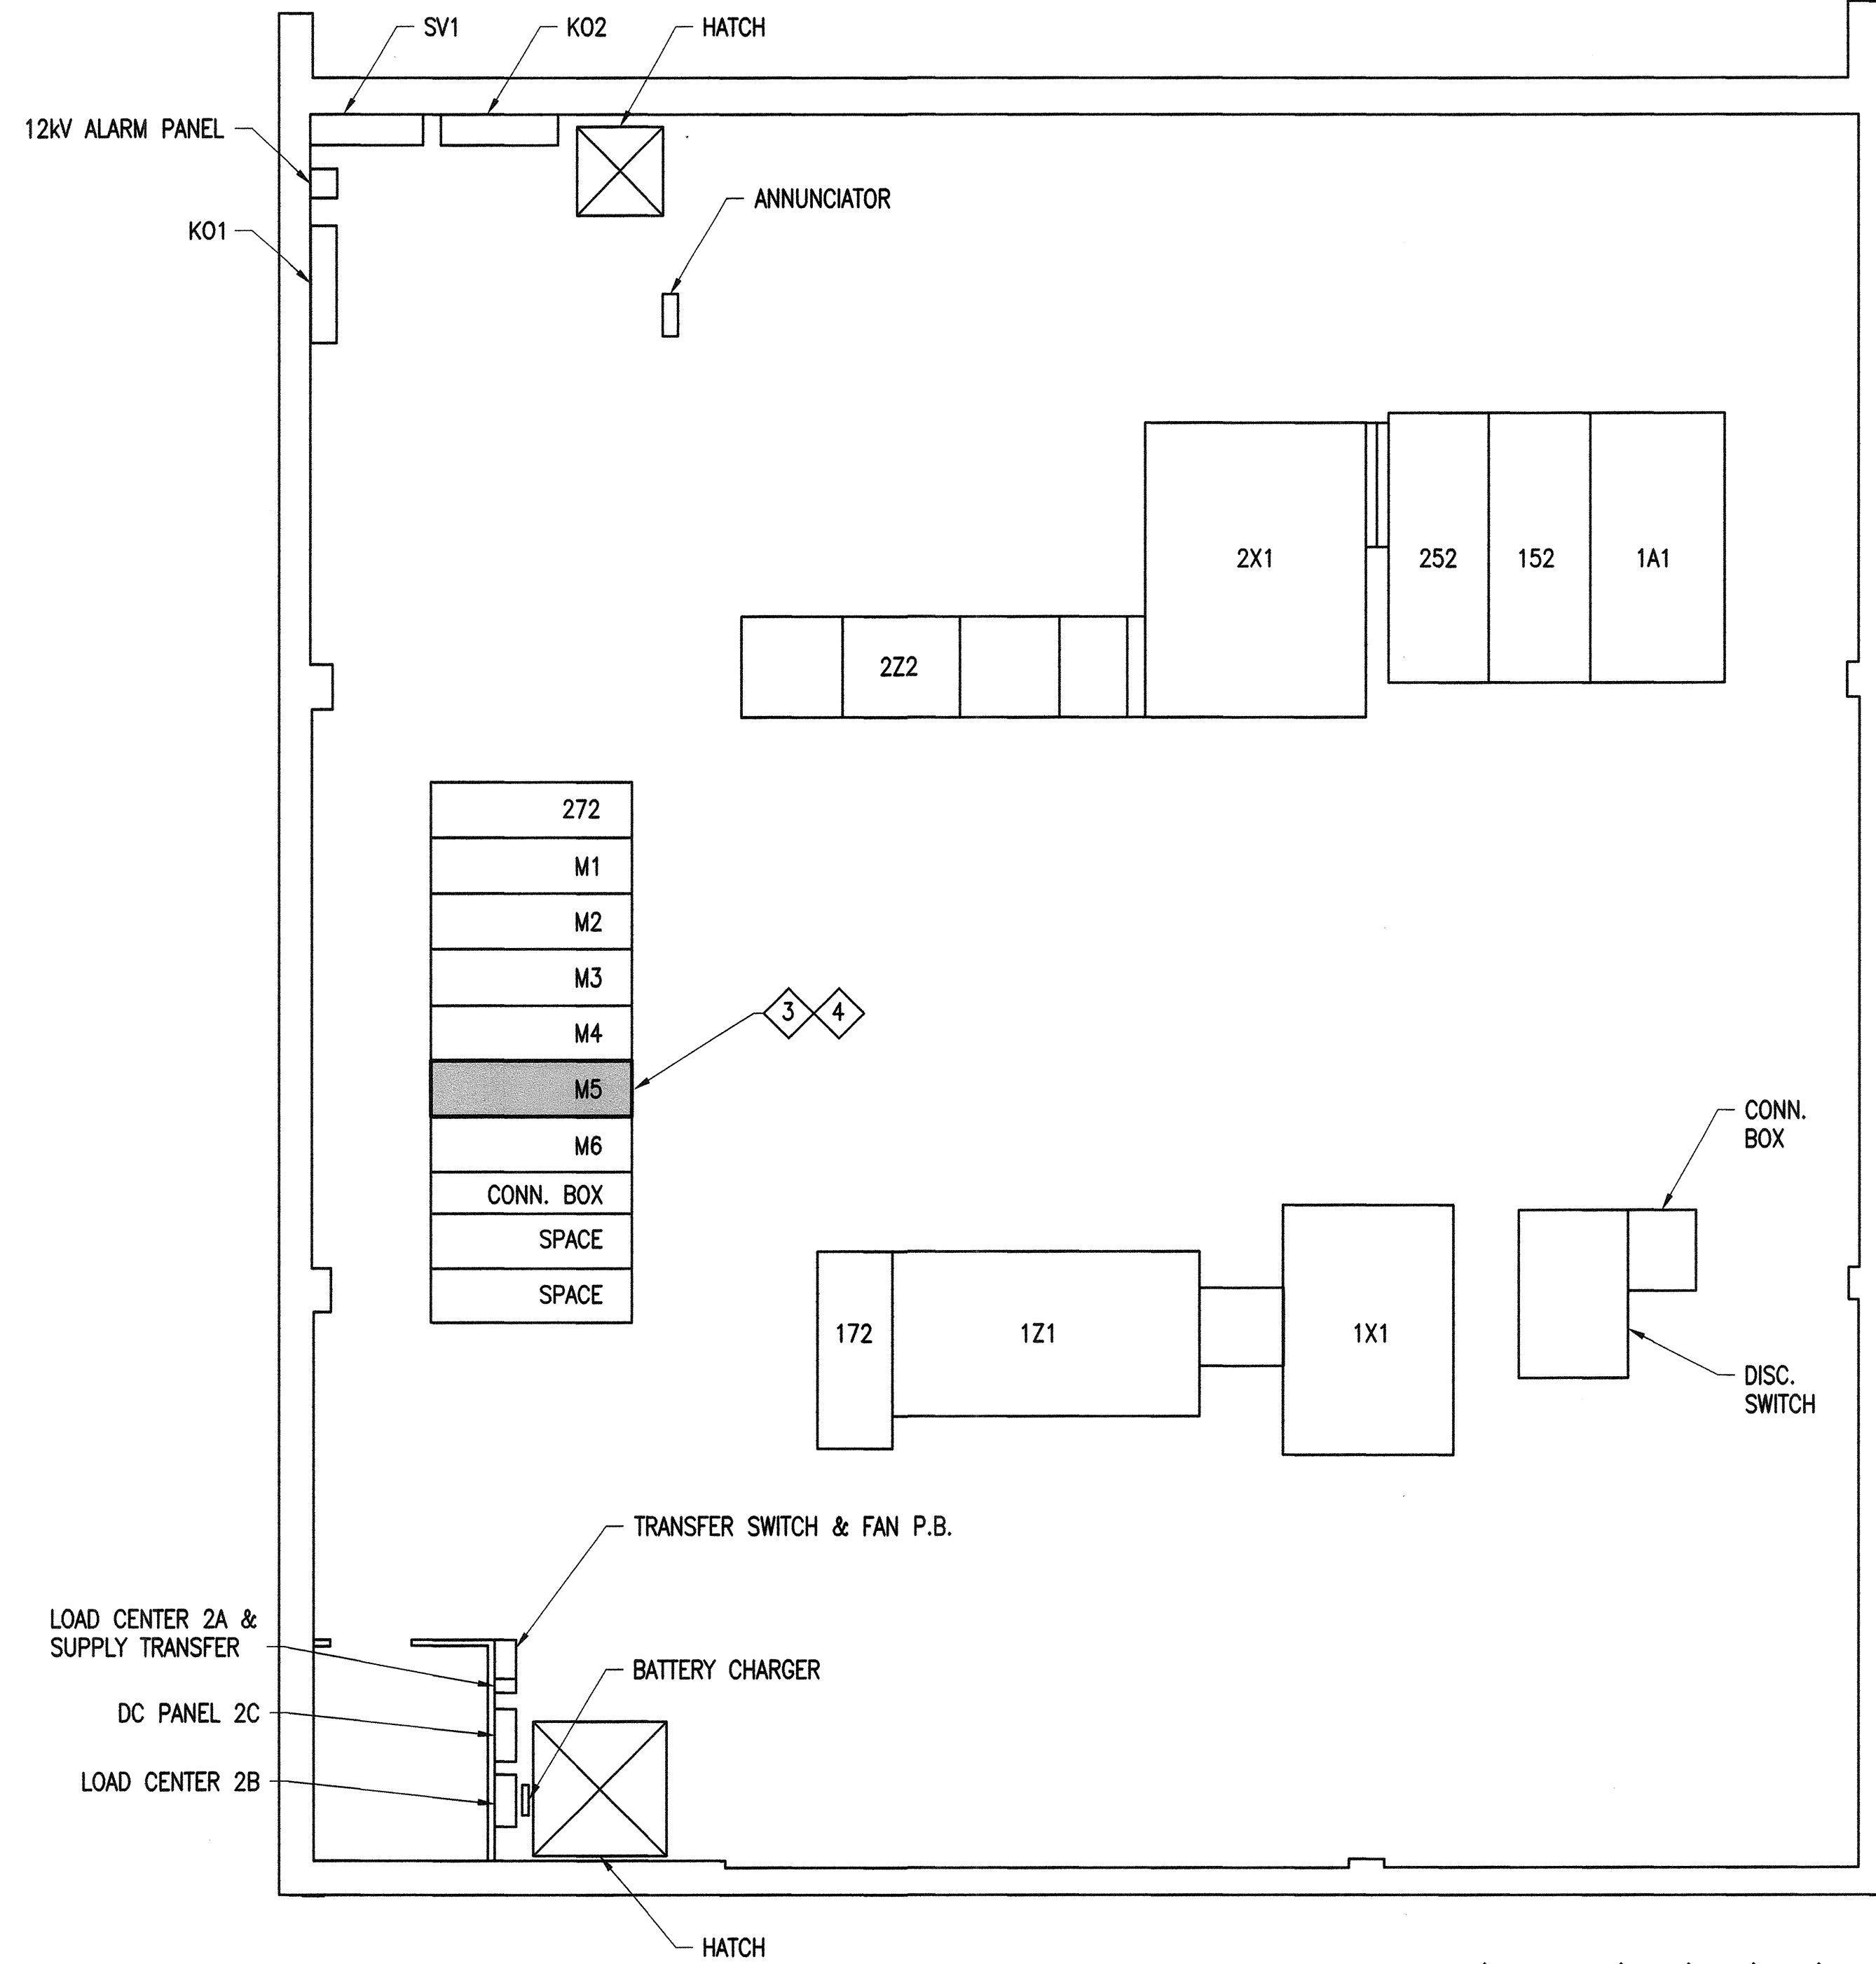 SV1
KO2
HATCH
12kV ALARM PANEL
ANNUNCIATOR
KO1
2X1
252
152
1A1
2Z2
272
M1
M2
M3
M4
3
4
M5
M6
CONN. BOX
SPACE
SPACE
CONN.
BOX
172
1Z1
1X1
DISC.
SWITCH
TRANSFER SWITCH & FAN P.B.
LOAD CENTER 2A &
SUPPLY TRANSFER
BATTERY CHARGER
DC PANEL 2C
LOAD CENTER 2B
HATCH